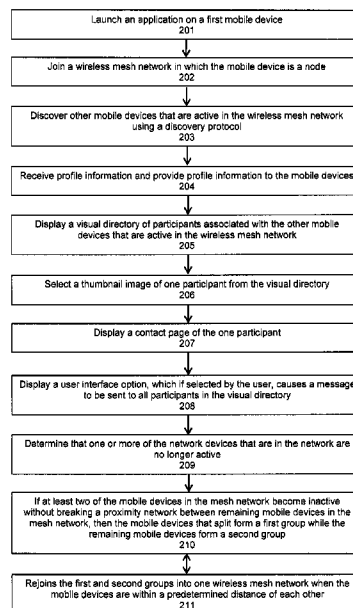 Launch an application on a first mobile device
201
Join a wireless mesh network in which the mobile device is a node
202
Discover other mobile devices that are active in the wireless mesh network
using a discovery protocol
203
Receive profile information and provide profile information to the mobile devices
204
Display a visual directory of participants associated with the other mobile
devices that are active in the wireless mesh network
205
Select a thumbnail image of one participant from the visual directory
206
Display a contact page of the one participant
207
Display a user interface option, which if selected by the user, causes a message
to be sent to all participants in the visual directory
208
Determine that one or more of the network devices that are in the network are
no longer active
209
If at least two of the mobile devices in the mesh network become inactive
without breaking a proximity network between remaining mobile devices in the
mesh network, then the mobile devices that split form a first group while the
remaining mobile devices form a second group
210
Rejoins the first and second groups into one wireless mesh network when the
mobile devices are within a predetermined distance of each other
211